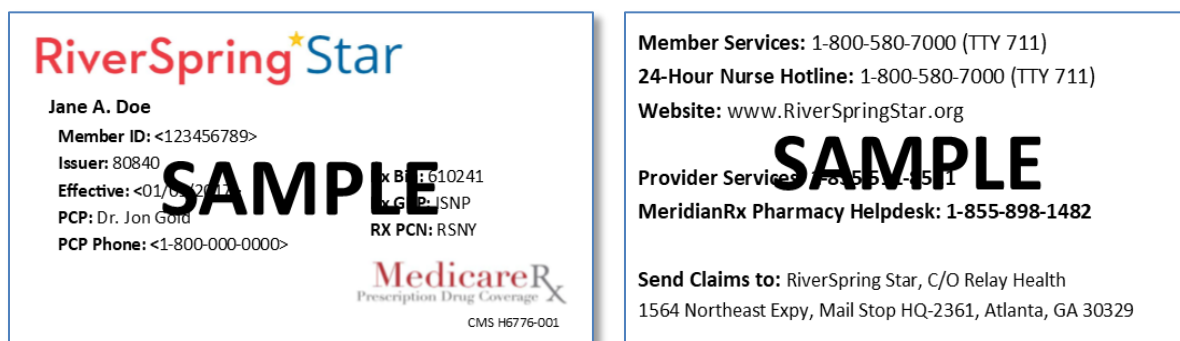 RiverSpring Star
Jane A. Doe
Member ID: <123456789>
Issuer: 80840
Effective: <01/01/2017>
PCP: Dr. Jon Gold
PCP Phone: <1-800-000-0000>
SAMPLE
Rx Bin: 610241
Rx GRP: ISNP
RX PCN: RSNY
MedicareRx
Prescription Drug Coverage
CMS H6776-001
Member Services: 1-800-580-7000 (TTY 711)
24-Hour Nurse Hotline: 1-800-580-7000 (TTY 711)
Website: www.RiverSpringStar.org
SAMPLE
Provider Services:
MeridianRx Pharmacy Helpdesk: 1-855-898-1482
Send Claims to: RiverSpring Star, C/O Relay Health
1564 Northeast Expy, Mail Stop HQ-2361, Atlanta, GA 30329